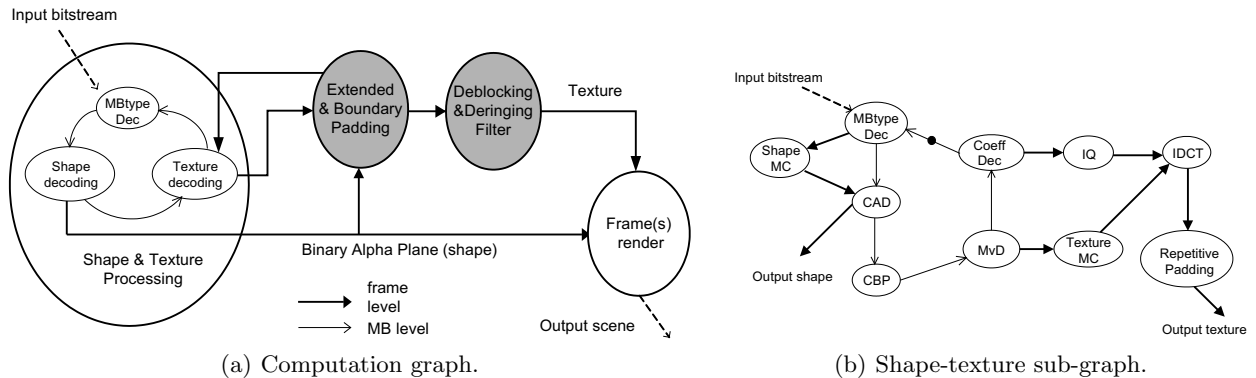 Input bitstream
MBtype
Dec
Shape
decoding
Texture
decoding
Shape & Texture
Processing
Extended
& Boundary
Padding
Deblocking
&Deringing
Filter
Texture
Frame(s)
render
Binary Alpha Plane (shape)
frame
level
MB level
Output scene
(a) Computation graph.
Input bitstream
MBtype
Dec
Shape
MC
Coeff
Dec
IQ
IDCT
CAD
Output shape
CBP
MvD
Texture
MC
Repetitive
Padding
Output texture
(b) Shape-texture sub-graph.